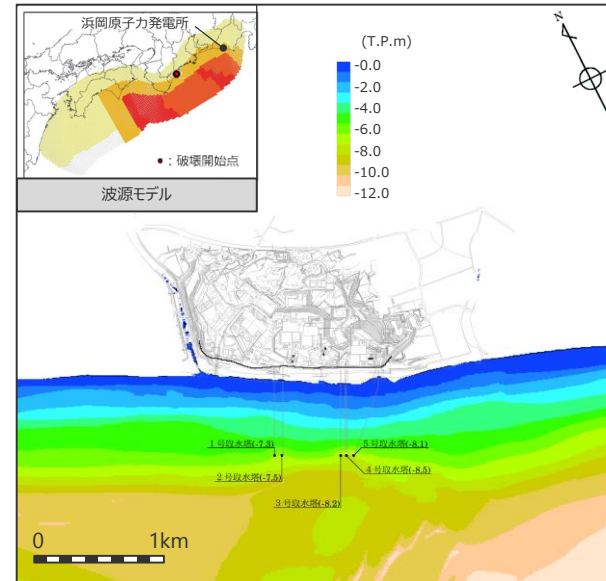 浜岡原子力発電所
●：破壊開始点
波源モデル
(T.P.m)
-0.0
-2.0
-4.0
-6.0
-8.0
-10.0
-12.0
N
1号取水塔(-7.3)
5号取水塔(-8.1)
2号取水塔(-7.5)
4号取水塔(-8.5)
3号取水塔(-8.2)
0 1km